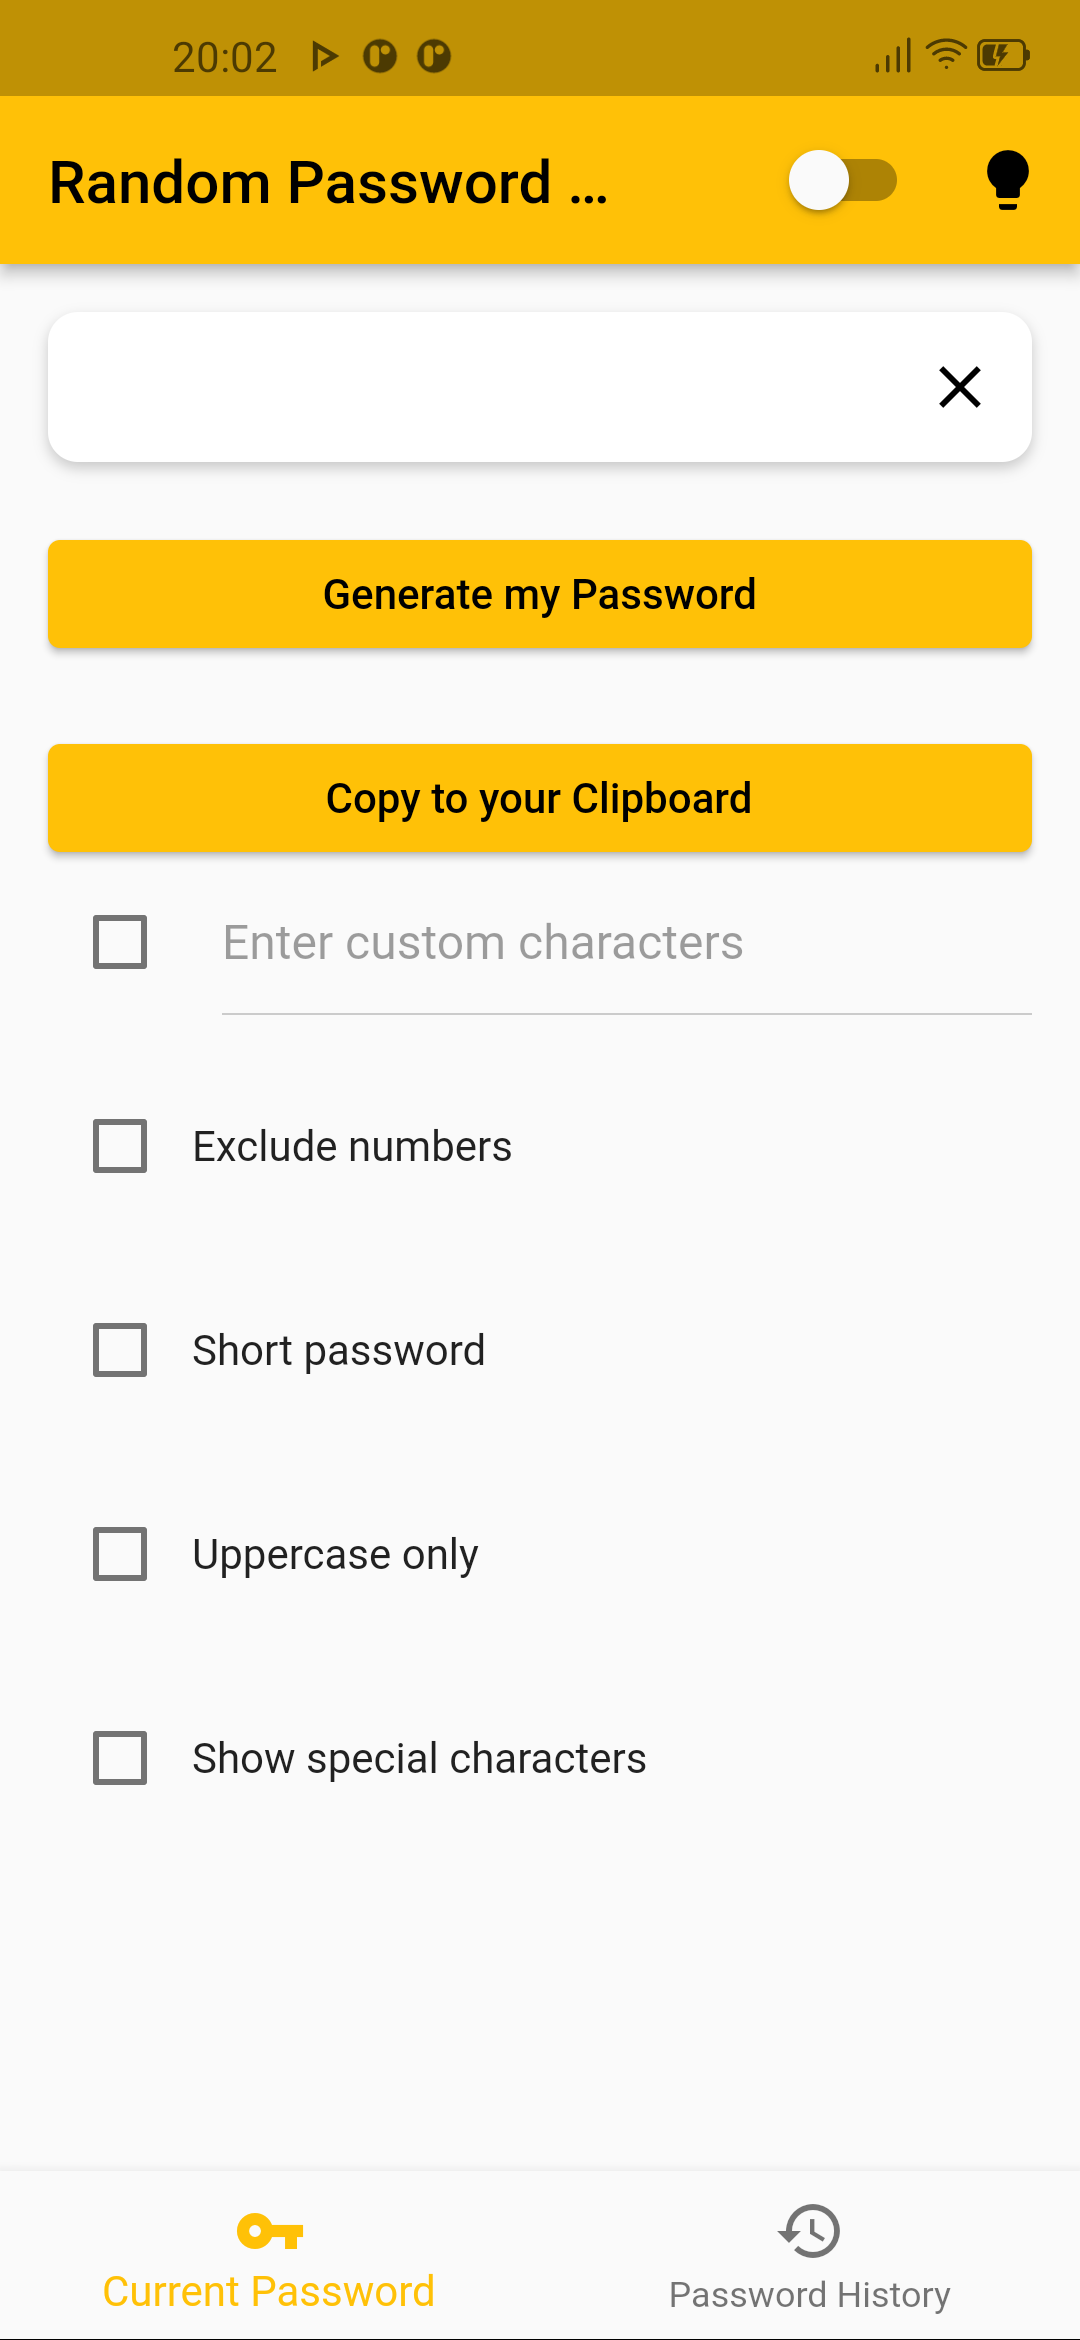 20:02
Random Password ...
Generate my Password
Copy to your Clipboard
Enter custom characters
Exclude numbers
Short password
Uppercase only
Show special characters
Current Password
Password History